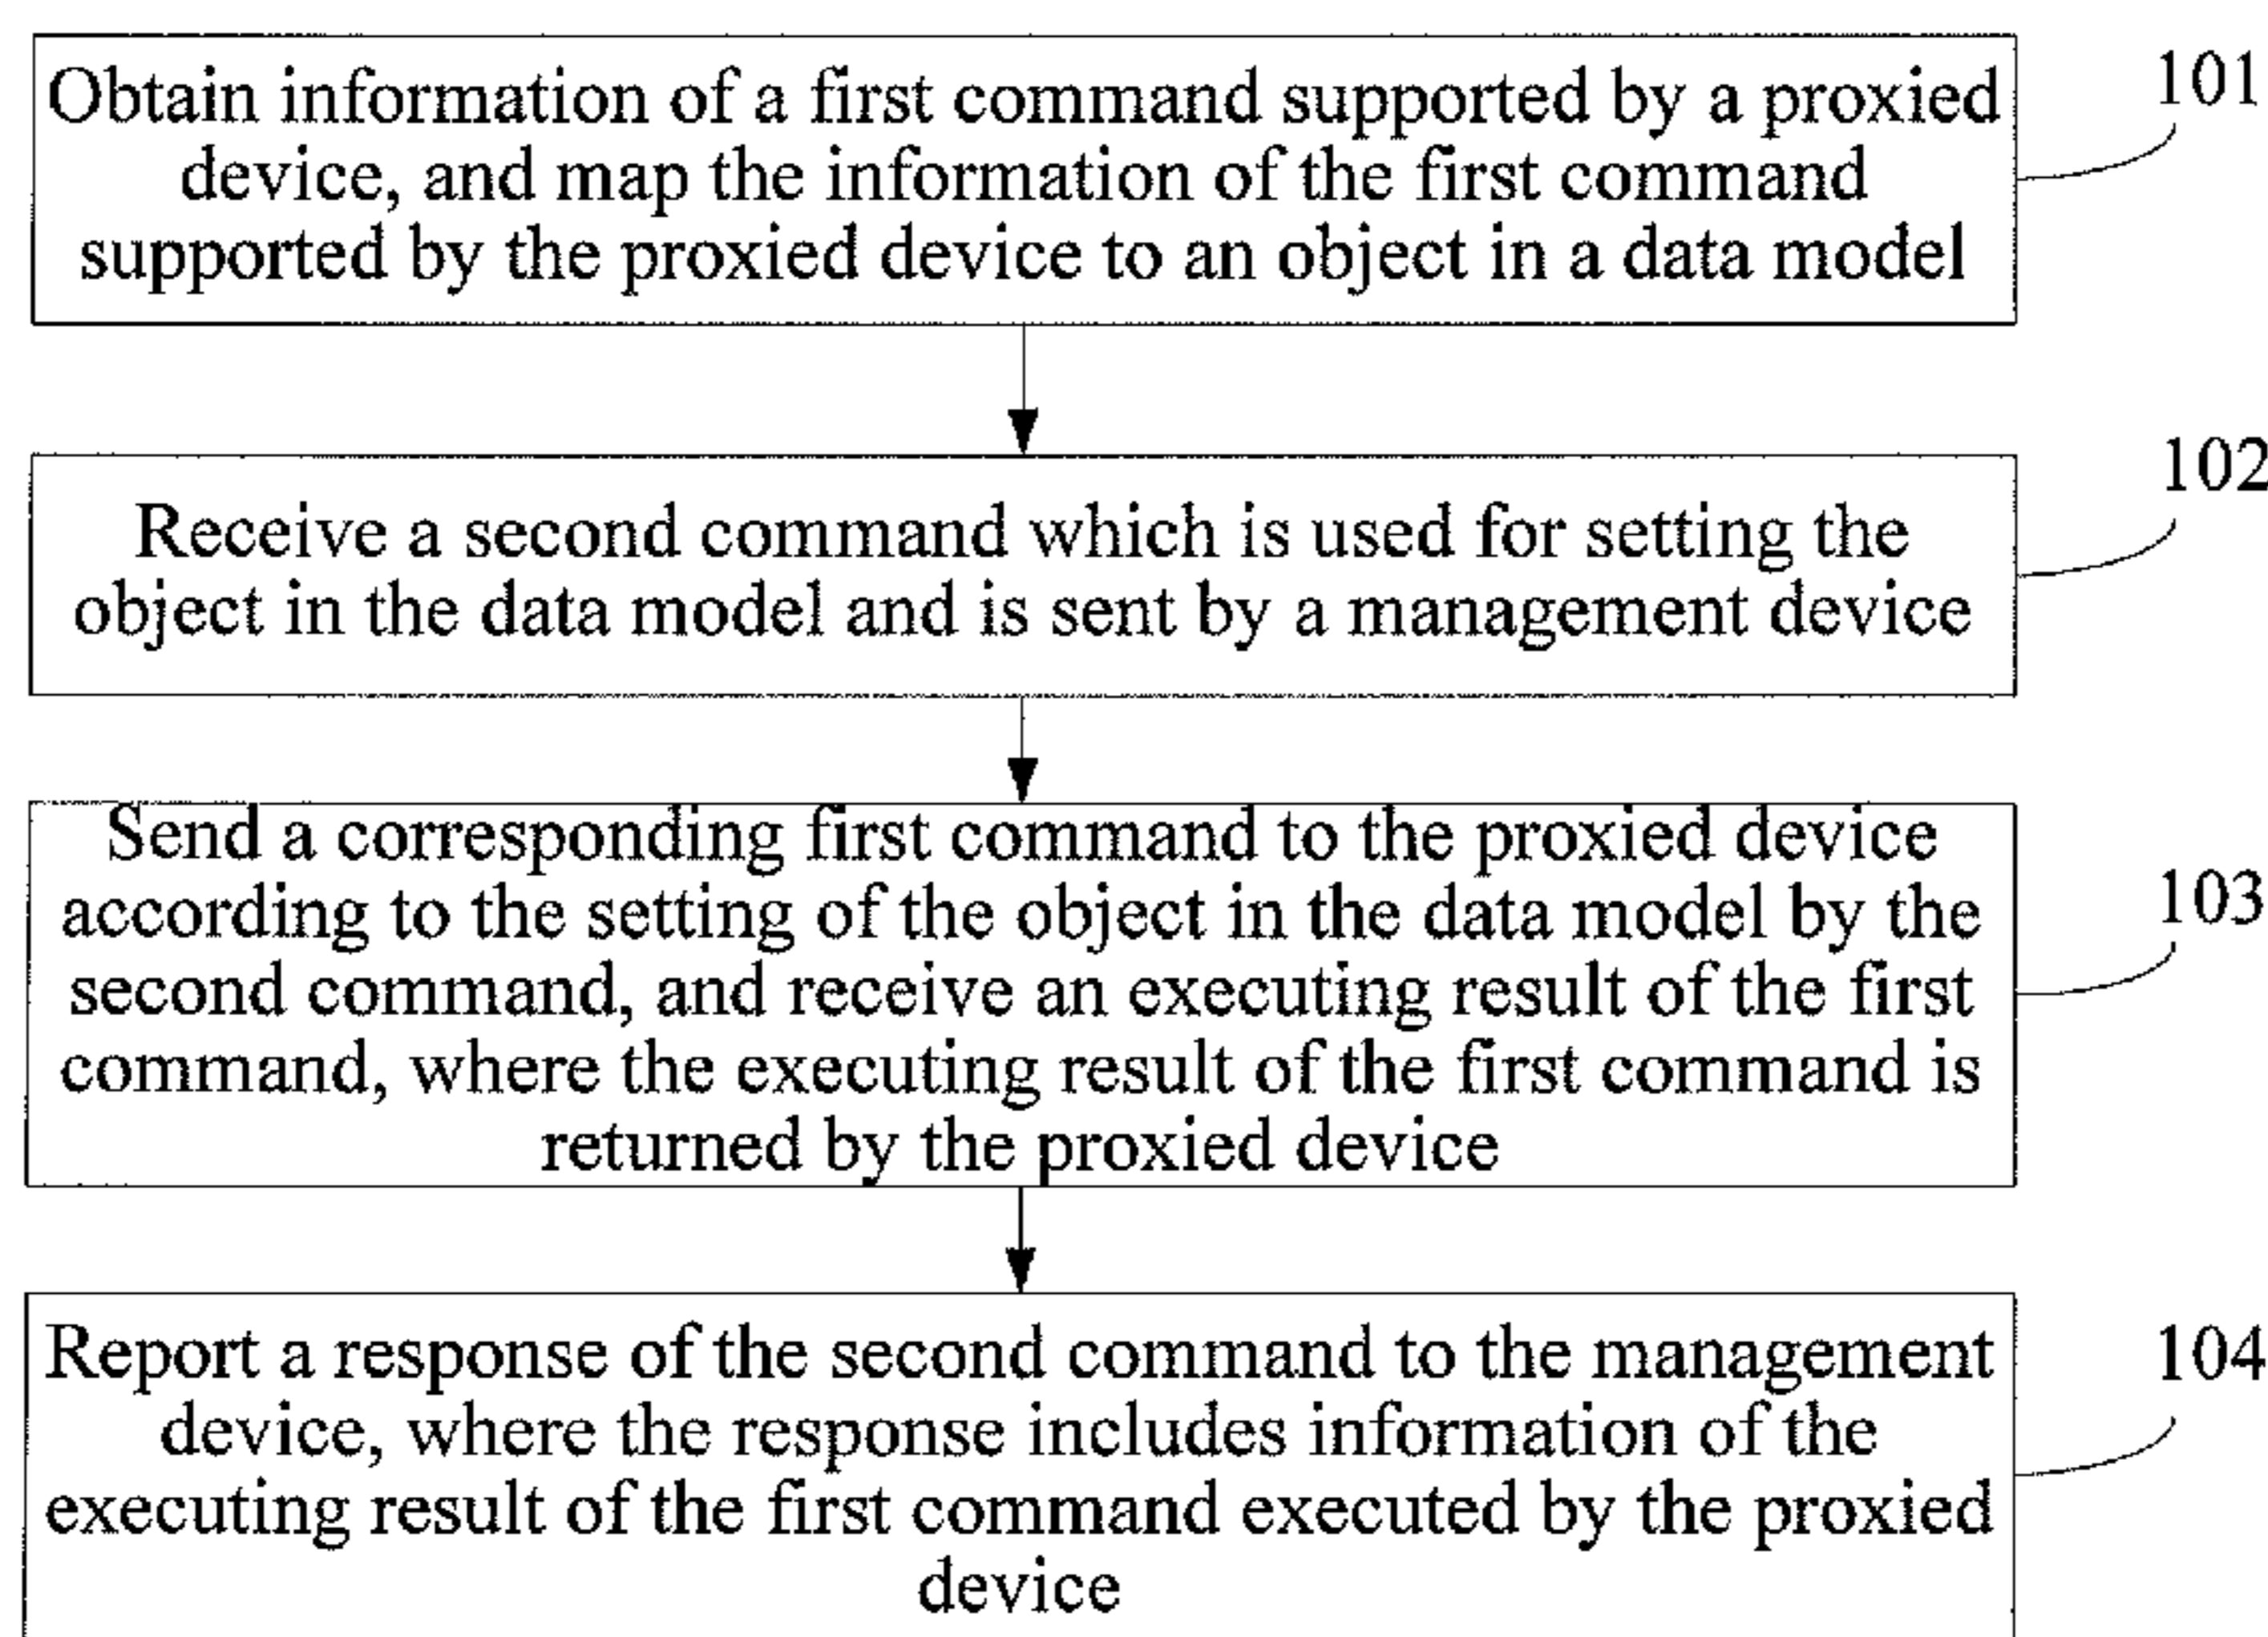 Obtain information of a first command supported by a proxied
device, and map the information of the first command
supported by the proxied device to an object in a data model
101
Receive a second command which is used for setting the
object in the data model and is sent by a management device
102
Send a corresponding first command to the proxied device
according to the setting of the object in the data model by the
second command, and receive an executing result of the first
command, where the executing result of the first command is
returned by the proxied device
103
Report a response of the second command to the management
device, where the response includes information of the
executing result of the first command executed by the proxied
device
104